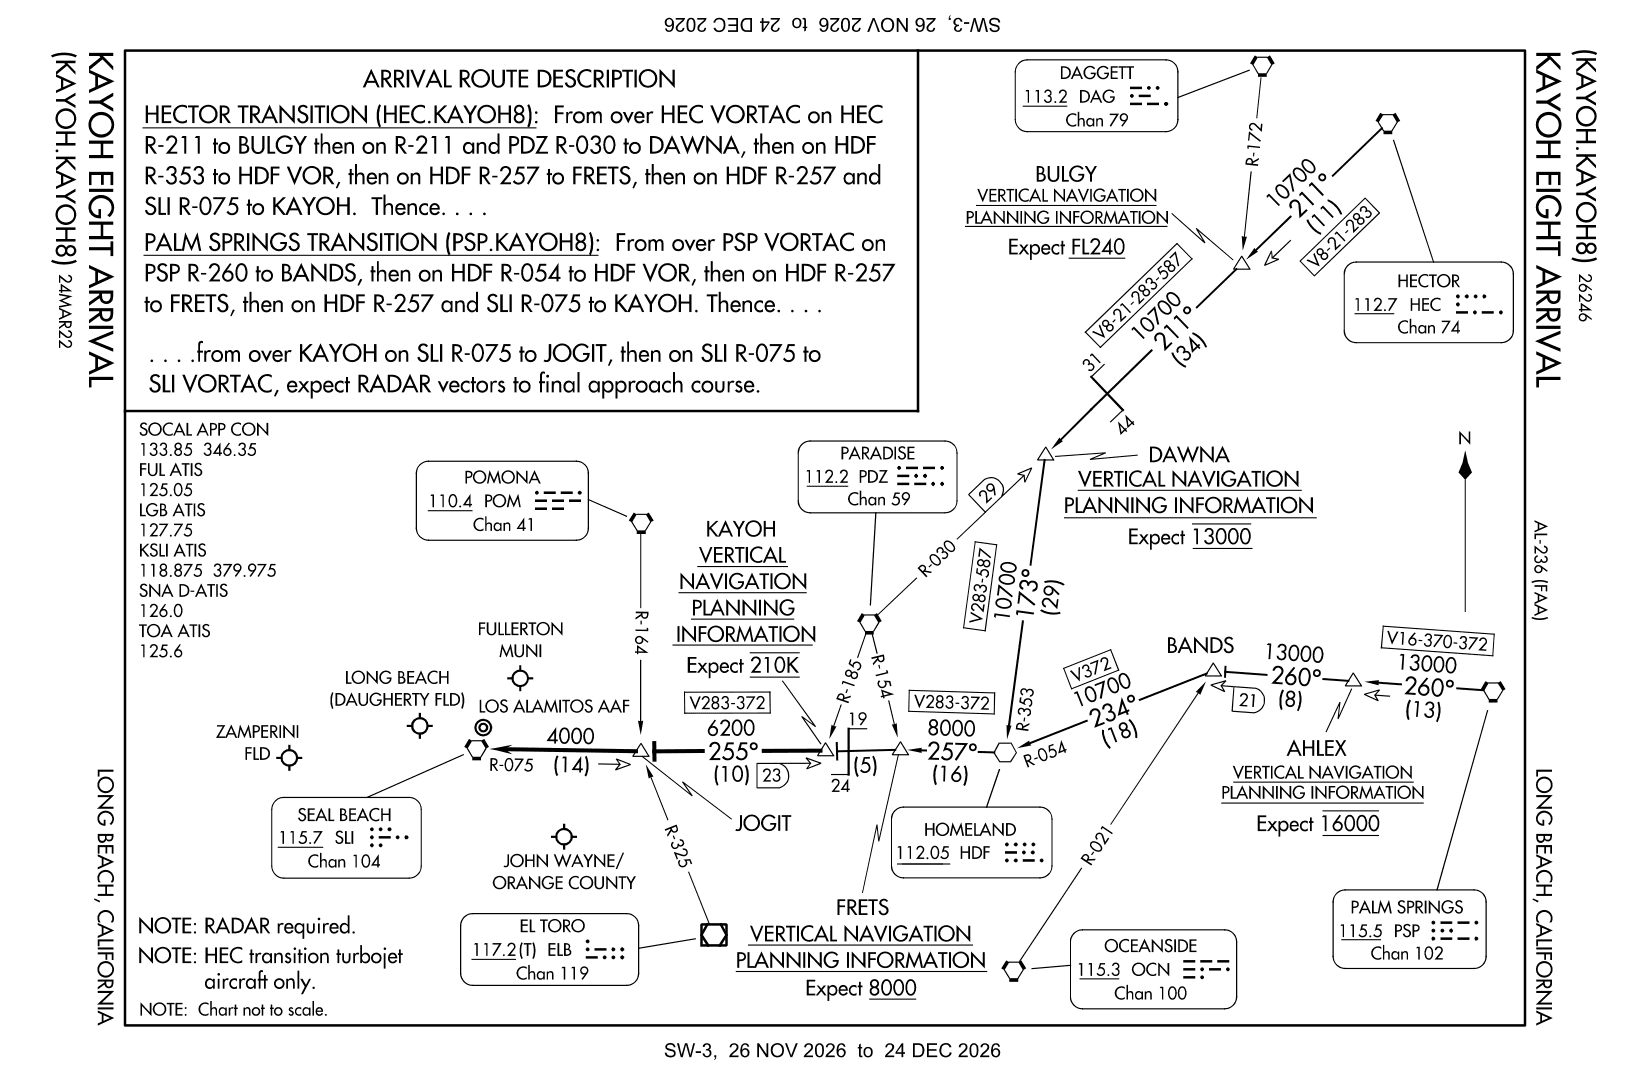 SW-3, 26 NOV 2026 to 24 DEC 2026
(KAYOH.KAYOH8) 24MAR22
KAYOH EIGHT ARRIVAL
LONG BEACH, CALIFORNIA
ARRIVAL ROUTE DESCRIPTION
HECTOR TRANSITION (HEC.KAYOH8): From over HEC VORTAC on HEC
R-211 to BULGY then on R-211 and PDZ R-030 to DAWNA, then on HDF
R-353 to HDF VOR, then on HDF R-257 to FRETS, then on HDF R-257 and
SLI R-075 to KAYOH. Thence. . . .
PALM SPRINGS TRANSITION (PSP.KAYOH8): From over PSP VORTAC on
PSP R-260 to BANDS, then on HDF R-054 to HDF VOR, then on HDF R-257
to FRETS, then on HDF R-257 and SLI R-075 to KAYOH. Thence. . . .
. . . .from over KAYOH on SLI R-075 to JOGIT, then on SLI R-075 to
SLI VORTAC, expect RADAR vectors to final approach course.
SOCAL APP CON
133.85 346.35
FUL ATIS
125.05
LGB ATIS
127.75
KSLI ATIS
118.875 379.975
SNA D-ATIS
126.0
TOA ATIS
125.6
DAGGETT
113.2 DAG
Chan 79
R-172
BULGY
VERTICAL NAVIGATION
PLANNING INFORMATION
Expect FL240
10700
211°
(11)
V8-21-283
HECTOR
112.7 HEC
Chan 74
V8-21-283-587
10700
211°
(34)
31
44
DAWNA
VERTICAL NAVIGATION
PLANNING INFORMATION
Expect 13000
N
PARADISE
112.2 PDZ
Chan 59
29
R-030
R-185
R-154
POMONA
110.4 POM
Chan 41
R-164
KAYOH
VERTICAL
NAVIGATION
PLANNING
INFORMATION
Expect 210K
V283-587
10700
173°
(29)
R-353
FULLERTON
MUNI
LONG BEACH
(DAUGHERTY FLD)
LOS ALAMITOS AAF
ZAMPERINI
FLD
4000
R-075
(14)
V283-372
6200
255°
(10)
23
19
24
(5)
V283-372
8000
257°
(16)
V372
10700
234°
(18)
R-054
BANDS
13000
260°
(8)
21
V16-370-372
13000
260°
(13)
AHLEX
VERTICAL NAVIGATION
PLANNING INFORMATION
Expect 16000
SEAL BEACH
115.7 SLI
Chan 104
JOGIT
R-325
JOHN WAYNE/
ORANGE COUNTY
HOMELAND
112.05 HDF
R-021
FRETS
VERTICAL NAVIGATION
PLANNING INFORMATION
Expect 8000
EL TORO
117.2(T) ELB
Chan 119
OCEANSIDE
115.3 OCN
Chan 100
PALM SPRINGS
115.5 PSP
Chan 102
NOTE: RADAR required.
NOTE: HEC transition turbojet
aircraft only.
NOTE: Chart not to scale.
(KAYOH.KAYOH8) 26246
KAYOH EIGHT ARRIVAL
AL-236 (FAA)
LONG BEACH, CALIFORNIA
SW-3, 26 NOV 2026 to 24 DEC 2026